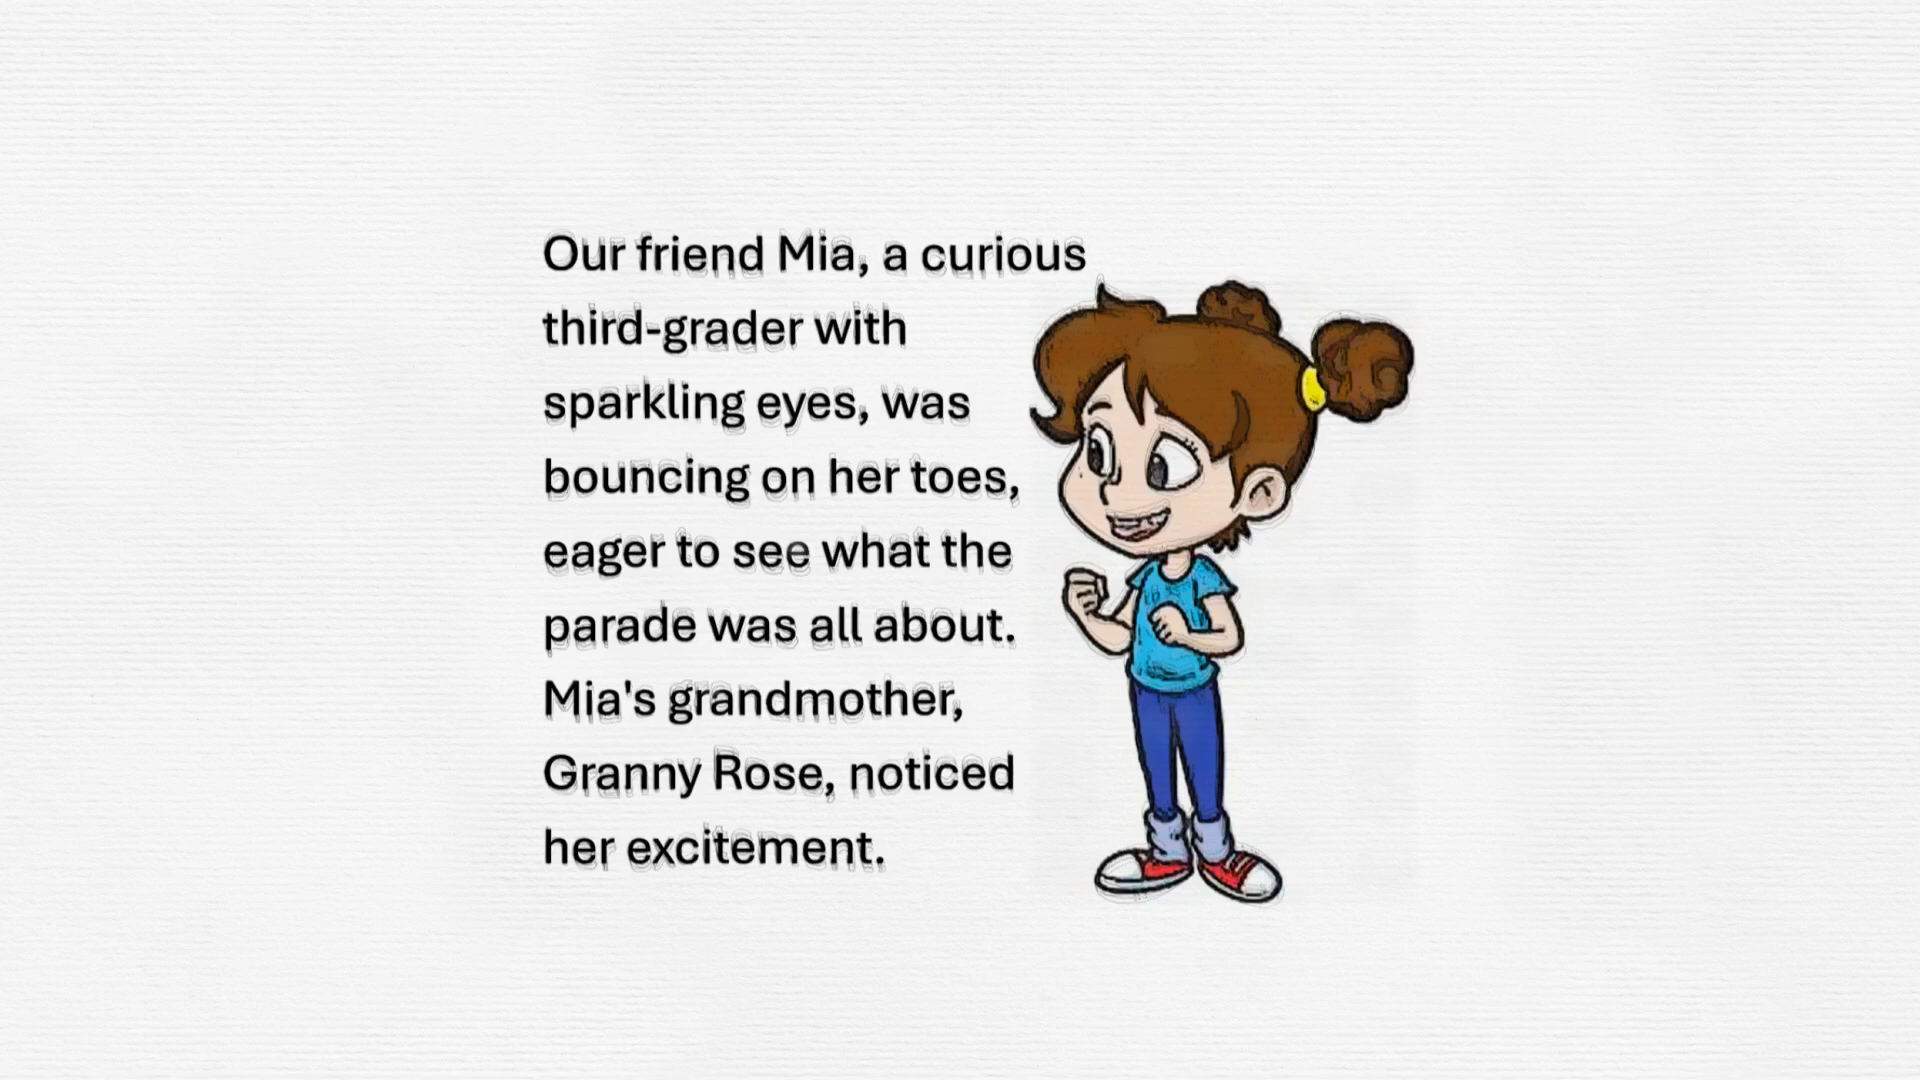 Our friend Mia, a curious
third-grader with
sparkling eyes, was
bouncing on her toes,
eager to see what the
parade was all about.
Mia's grandmother,
Granny Rose, noticed
her excitement.